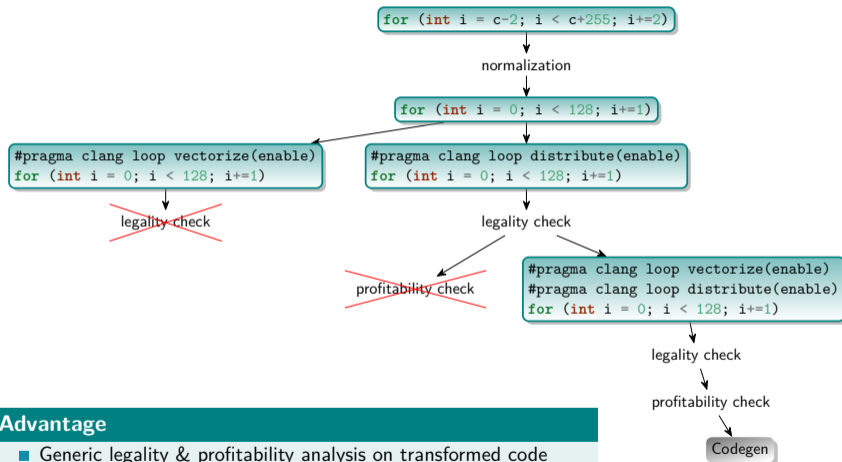 for (int i = c-2; i < c+255; i+=2)
normalization
for (int i = 0; i < 128; i+=1)
#pragma clang loop vectorize(enable)
for (int i = 0; i < 128; i+=1)
#pragma clang loop distribute(enable)
for (int i = 0; i < 128; i+=1)
legality check
legality check
profitability check
#pragma clang loop vectorize(enable)
#pragma clang loop distribute(enable)
for (int i = 0; i < 128; i+=1)
legality check
profitability check
Codegen
Advantage
Generic legality & profitability analysis on transformed code